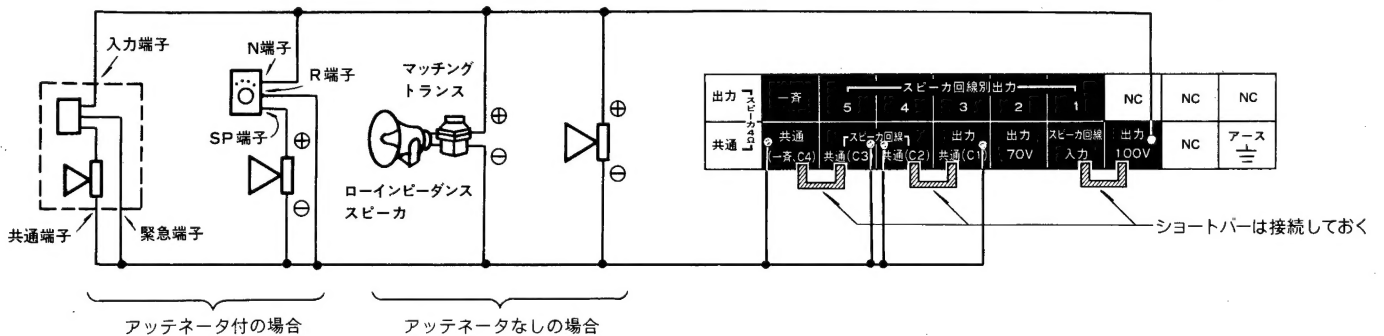 入力端子
N端子
R端子
SP端子
⊕
⊖
共通端子
緊急端子
マッチング
トランス
⊕
⊖
ローインピーダンス
スピーカ
⊕
⊖
アッテネータ付の場合
アッテネータなしの場合
出力
スピーカ4Ω
共通
一斉
スピーカ回線別出力
5 4 3 2 1
NC NC NC
共通
(一斉、C4)
スピーカ回線
共通(C3) 共通(C2)
出力
共通(C1)
出力
70V
スピーカ回線
入力
出力
100V
NC
アース
ショートバーは接続しておく